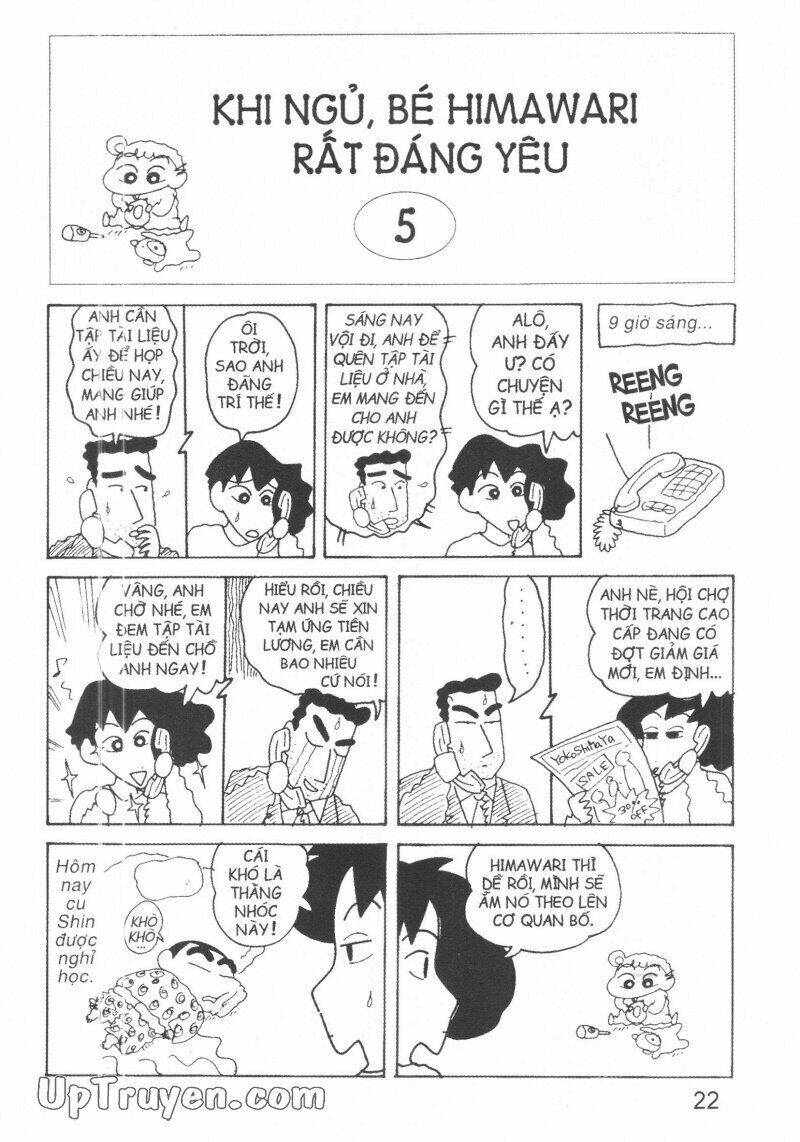 KHI NGỦ, BÉ HIMAWARI
RẤT ĐÁNG YÊU
5
9 giờ sáng...
REENG
REENG
ALÔ,
ANH ĐẤY
Ư? CÓ
CHUYỆN
GÌ THẾ Ạ?
SÁNG NAY
VỘI ĐI, ANH ĐỂ
QUÊN TẬP TÀI
LIỆU Ở NHÀ,
EM MANG ĐẾN
CHO ANH
ĐƯỢC KHÔNG?
ÔI
TRỜI,
SAO ANH
ĐÃNG
TRÍ THẾ!
ANH CẦN
TẬP TÀI LIỆU
ẤY ĐỂ HỌP
CHIỀU NAY,
MANG GIÚP
ANH NHÉ!
ANH NÈ, HỘI CHỢ
THỜI TRANG CAO
CẤP ĐANG CÓ
ĐỢT GIẢM GIÁ
MỚI, EM ĐỊNH...
YoKoShiMaYa
SALE!
30% OFF
......
HIỂU RỒI, CHIỀU
NAY ANH SẼ XIN
TẠM ỨNG TIỀN
LƯƠNG, EM CẦN
BAO NHIÊU
CỨ NÓI!
VÂNG, ANH
CHỜ NHÉ, EM
ĐEM TẬP TÀI
LIỆU ĐẾN CHỖ
ANH NGAY!
HIMAWARI THÌ
DỄ RỒI, MÌNH SẼ
ẴM NÓ THEO LÊN
CƠ QUAN BỐ.
CÁI
KHÓ LÀ
THẰNG
NHÓC
NÀY!
KHÒ
KHÒ...
Hôm
nay
cu
Shin
được
nghỉ
học.
UpTruyen.com
22